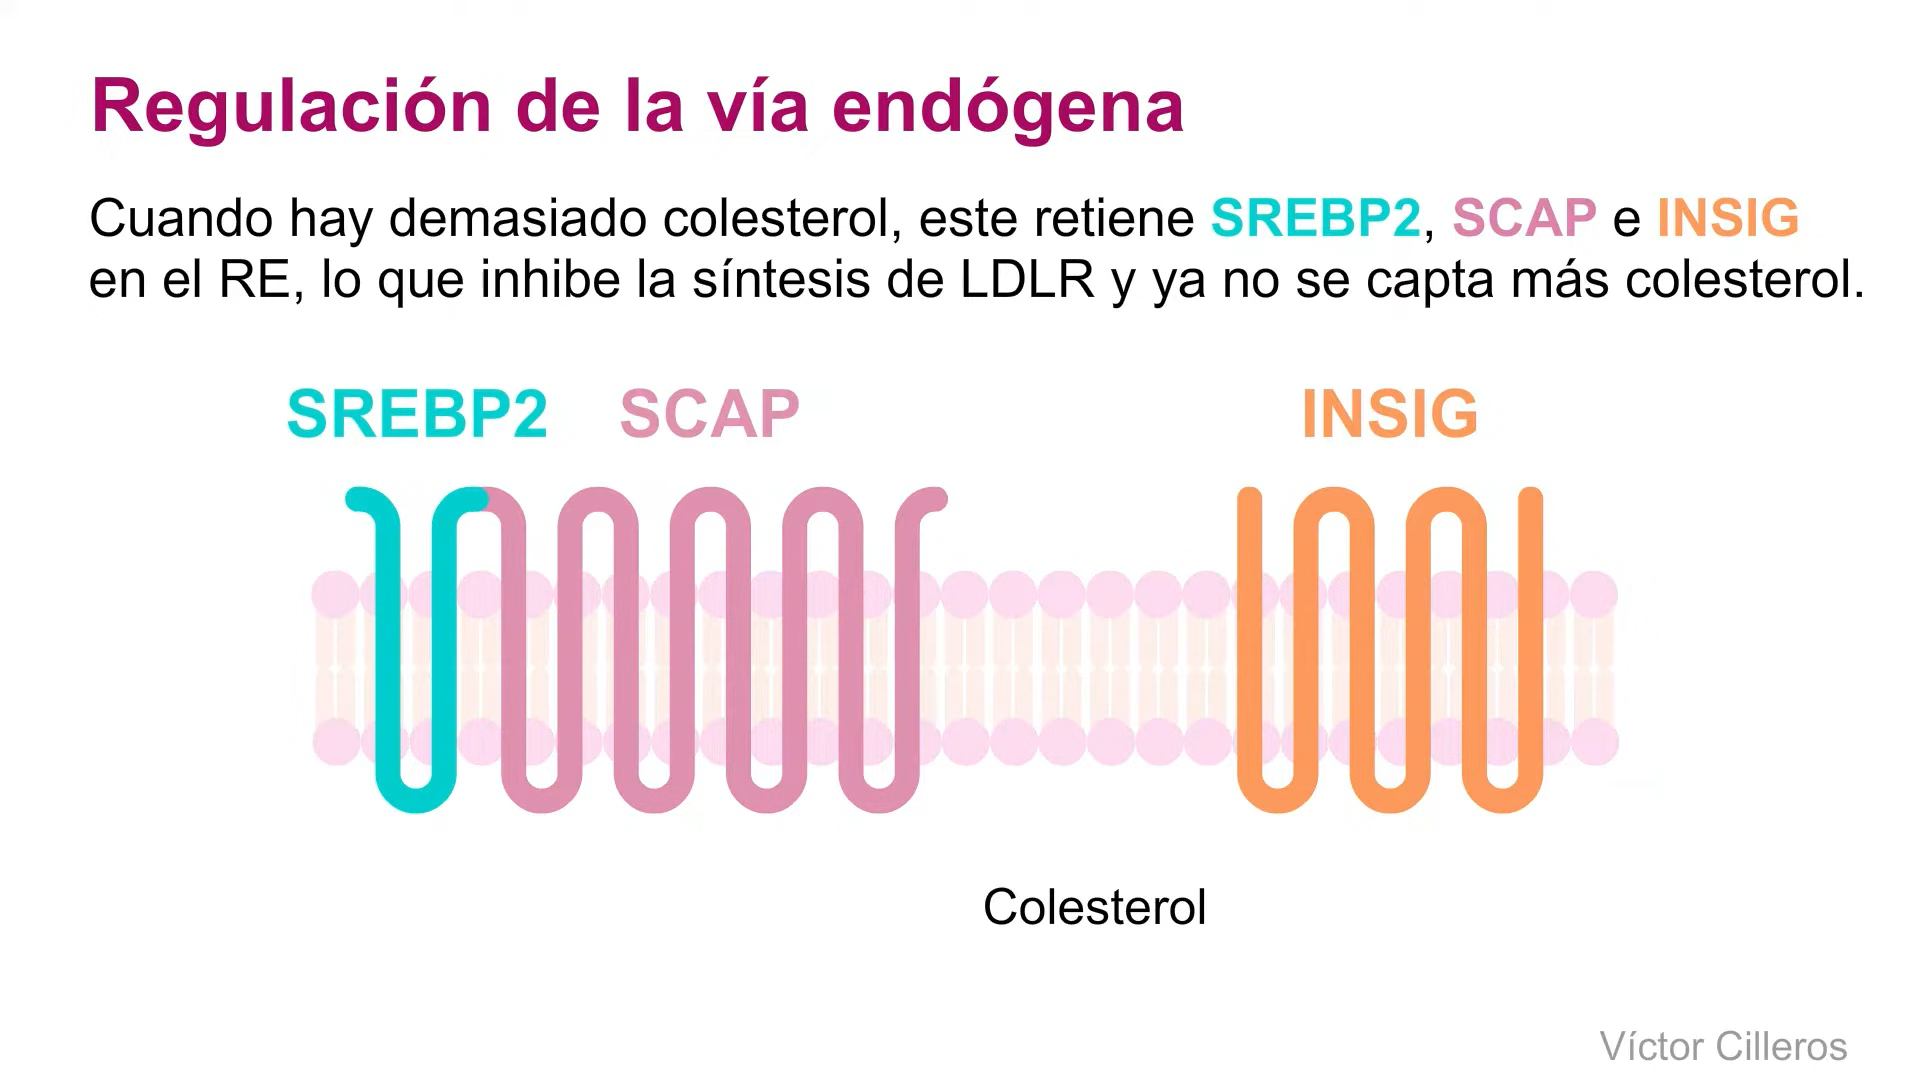 Regulación de la vía endógena
Cuando hay demasiado colesterol, este retiene SREBP2, SCAP e INSIG
en el RE, lo que inhibe la síntesis de LDLR y ya no se capta más colesterol.
SREBP2 SCAP INSIG
Colesterol
Víctor Cilleros